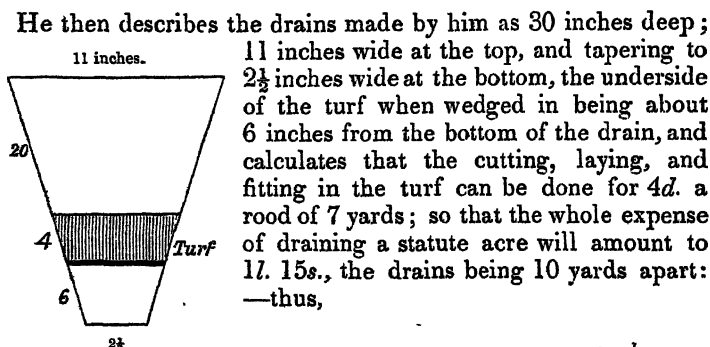 He then describes the drains made by him as 30 inches deep;
11 inches wide at the top, and tapering to
2½ inches wide at the bottom, the underside
of the turf when wedged in being about
6 inches from the bottom of the drain, and
calculates that the cutting, laying, and
fitting in the turf can be done for 4d. a
rood of 7 yards; so that the whole expense
of draining a statute acre will amount to
1l. 15s., the drains being 10 yards apart:
—thus,
11 inches.
20
4
Turf
6
2½